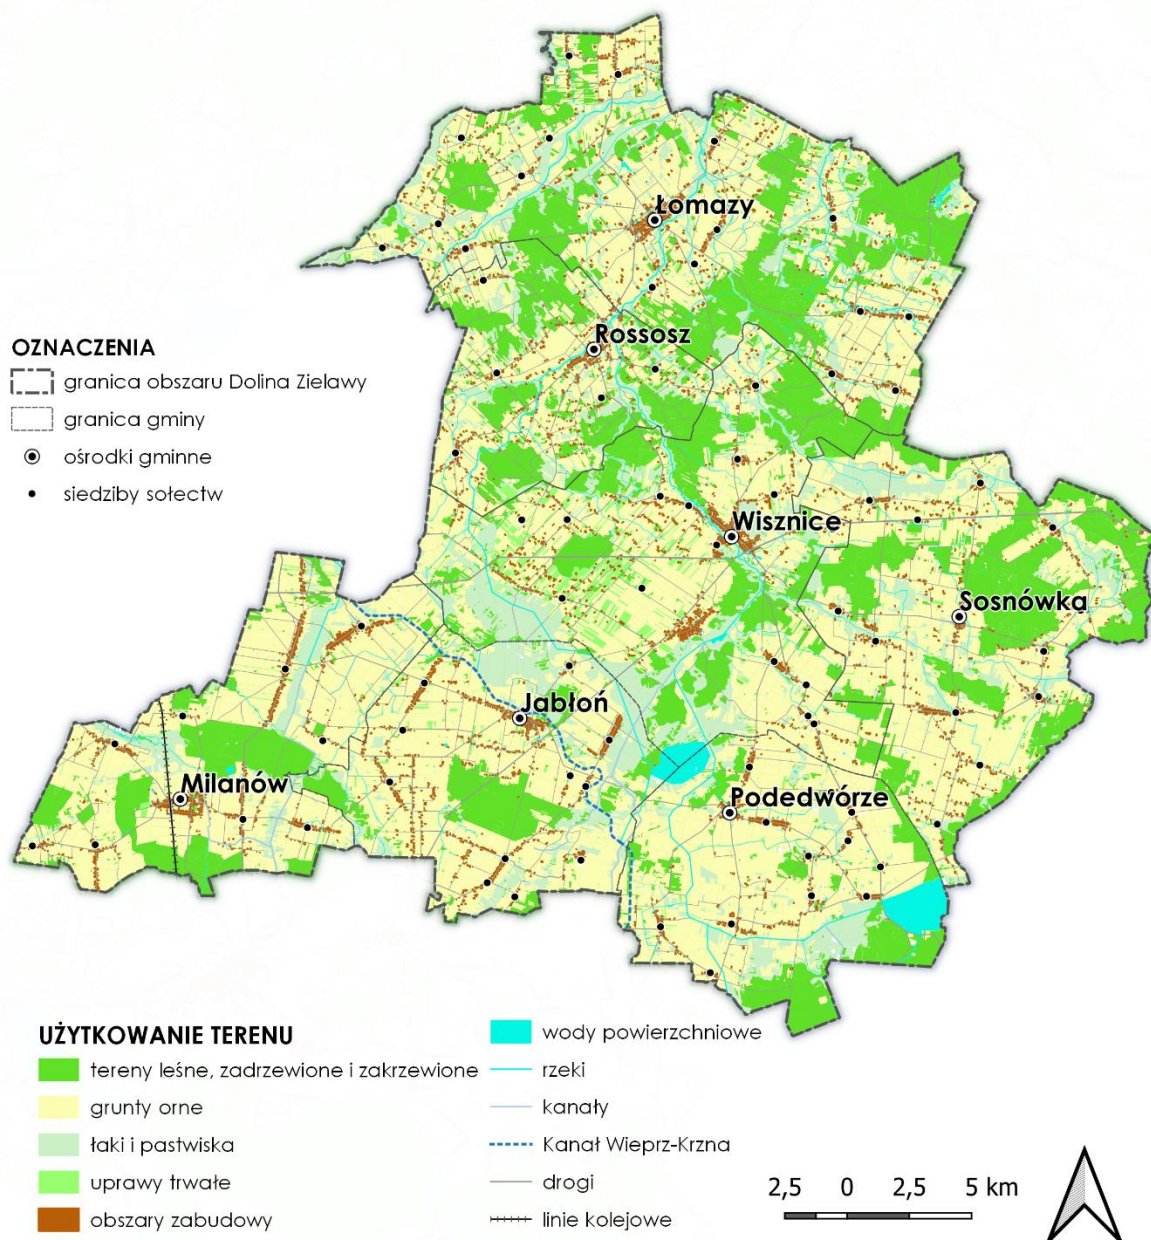 Łomazy
Rossosz
OZNACZENIA
granica obszaru Dolina Zielawy
granica gminy
ośrodki gminne
siedziby sołectw
Wisznice
Sosnówka
Jabłoń
Milanów
Podedwórze
UŻYTKOWANIE TERENU
tereny leśne, zadrzewione i zakrzewione
grunty orne
łaki i pastwiska
uprawy trwałe
obszary zabudowy
wody powierzchniowe
rzeki
kanały
Kanał Wieprz-Krzna
drogi
linie kolejowe
2,5 0 2,5 5 km